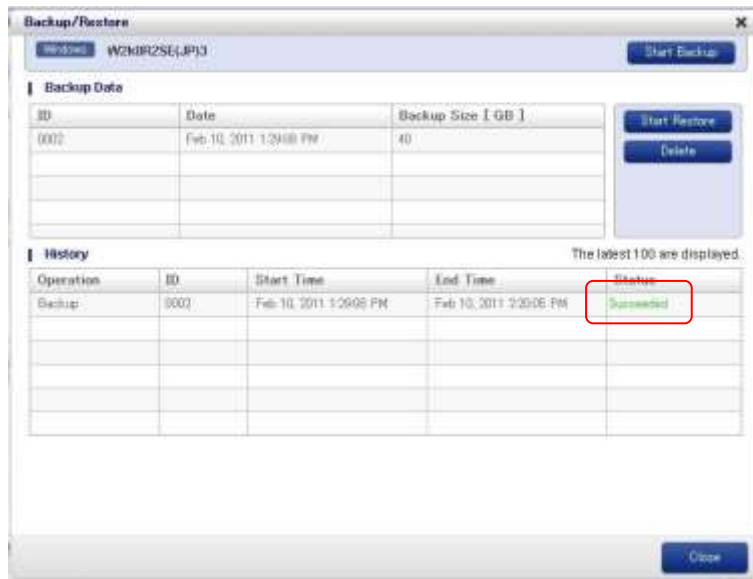 Backup/Restore
Windows W2k8R2SE(JP)3 Start Backup
Backup Data
ID Date Backup Size [ GB ]
0002 Feb 10, 2011 1:29:08 PM 40
Start Restore
Delete
History The latest 100 are displayed.
Operation ID Start Time End Time Status
Backup 0002 Feb 10, 2011 1:29:08 PM Feb 10, 2011 2:20:06 PM Succeeded
Close